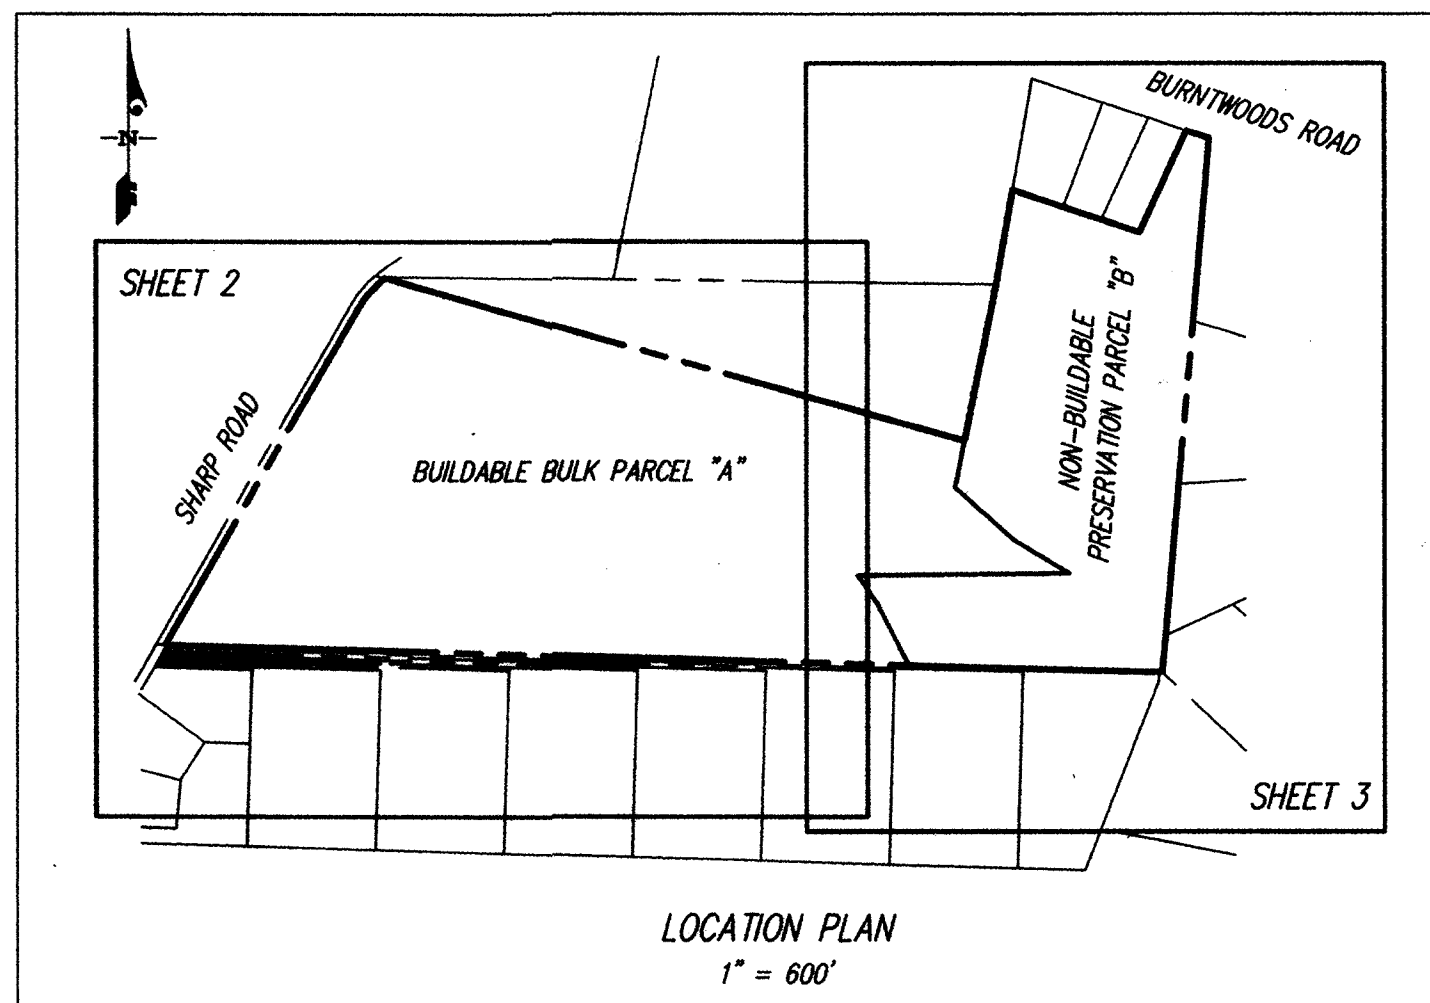 BURNTWOODS ROAD
N
SHEET 2
SHARP ROAD
BUILDABLE BULK PARCEL "A"
NON-BUILDABLE
PRESERVATION PARCEL "B"
SHEET 3
LOCATION PLAN
1" = 600'